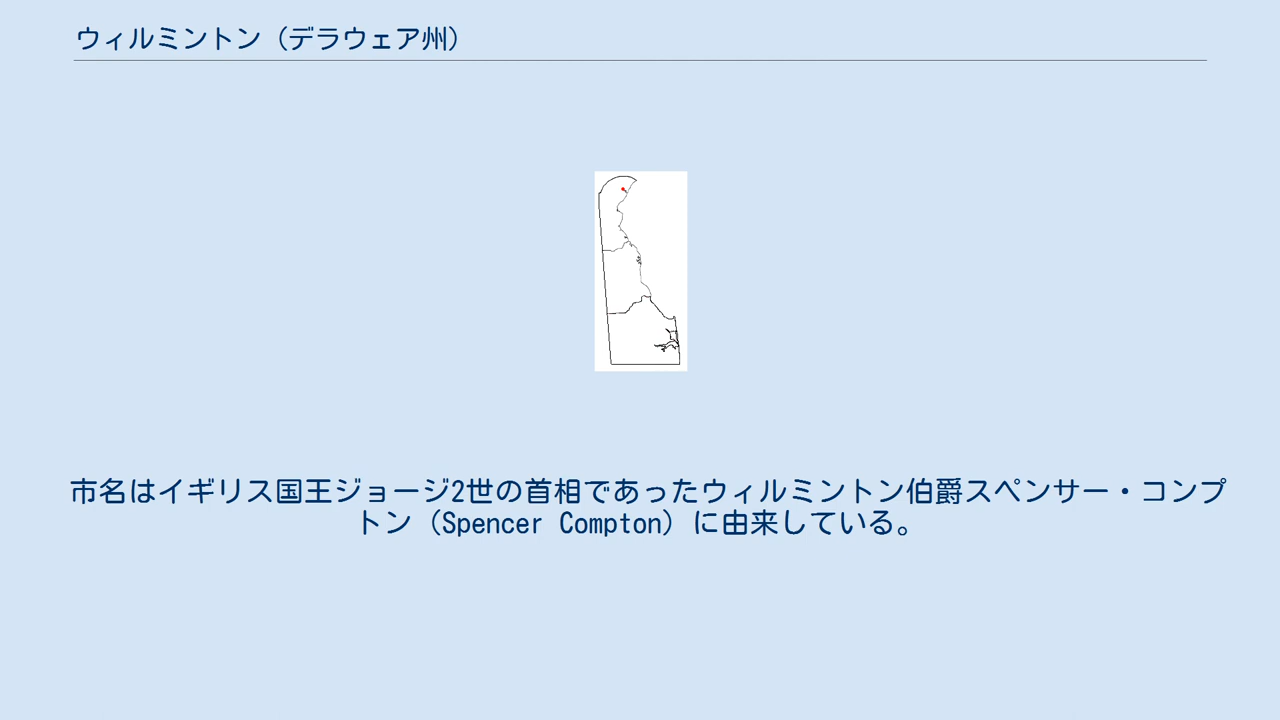 ウィルミントン（デラウェア州）
市名はイギリス国王ジョージ2世の首相であったウィルミントン伯爵スペンサー・コンプ
トン（Spencer Compton）に由来している。